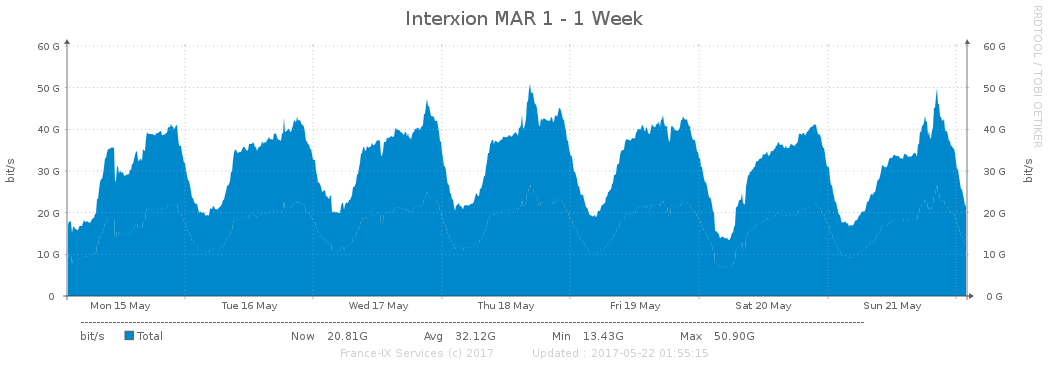 Interxion MAR 1 - 1 Week
RRDTOOL / TOBI OETIKER
60 G 60 G
50 G 50 G
40 G 40 G
30 G 30 G
20 G 20 G
10 G 10 G
0 0 G
bit/s
bit/s
Mon 15 May Tue 16 May Wed 17 May Thu 18 May Fri 19 May Sat 20 May Sun 21 May
bit/s Total Now 20.81G Avg 32.12G Min 13.43G Max 50.90G
France-IX Services (c) 2017 Updated : 2017-05-22 01:55:15